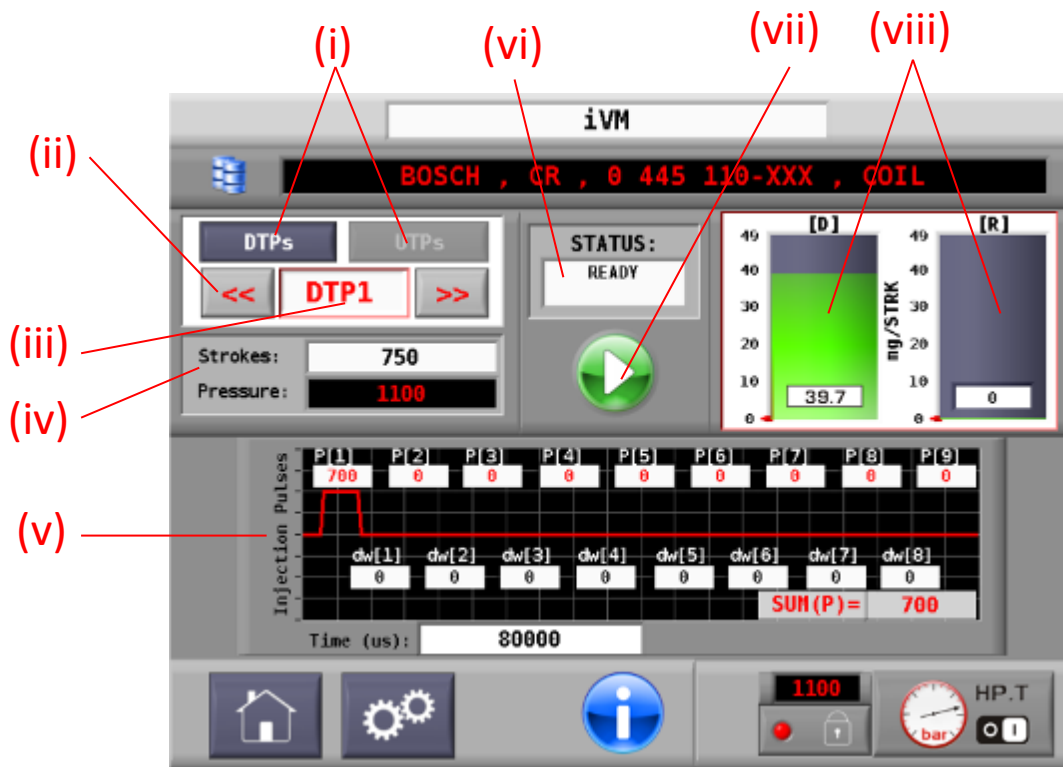 (i)
(vi)
(vii)
(viii)
(ii)
iVM
BOSCH , CR , 0 445 110-XXX , COIL
DTPs
UTPs
<< DTP1 >>
(iii)
Strokes: 750
Pressure: 1100
(iv)
STATUS:
READY
[D]
[R]
49
40
30
20
10
0
39.7
mg/STRK
49
40
30
20
10
0
0
(v)
Injection Pulses
P[1] P[2] P[3] P[4] P[5] P[6] P[7] P[8] P[9]
700 0 0 0 0 0 0 0 0
dw[1] dw[2] dw[3] dw[4] dw[5] dw[6] dw[7] dw[8]
0 0 0 0 0 0 0 0
SUM(P)= 700
Time (us): 80000
i
1100
bar
HP.T
O I